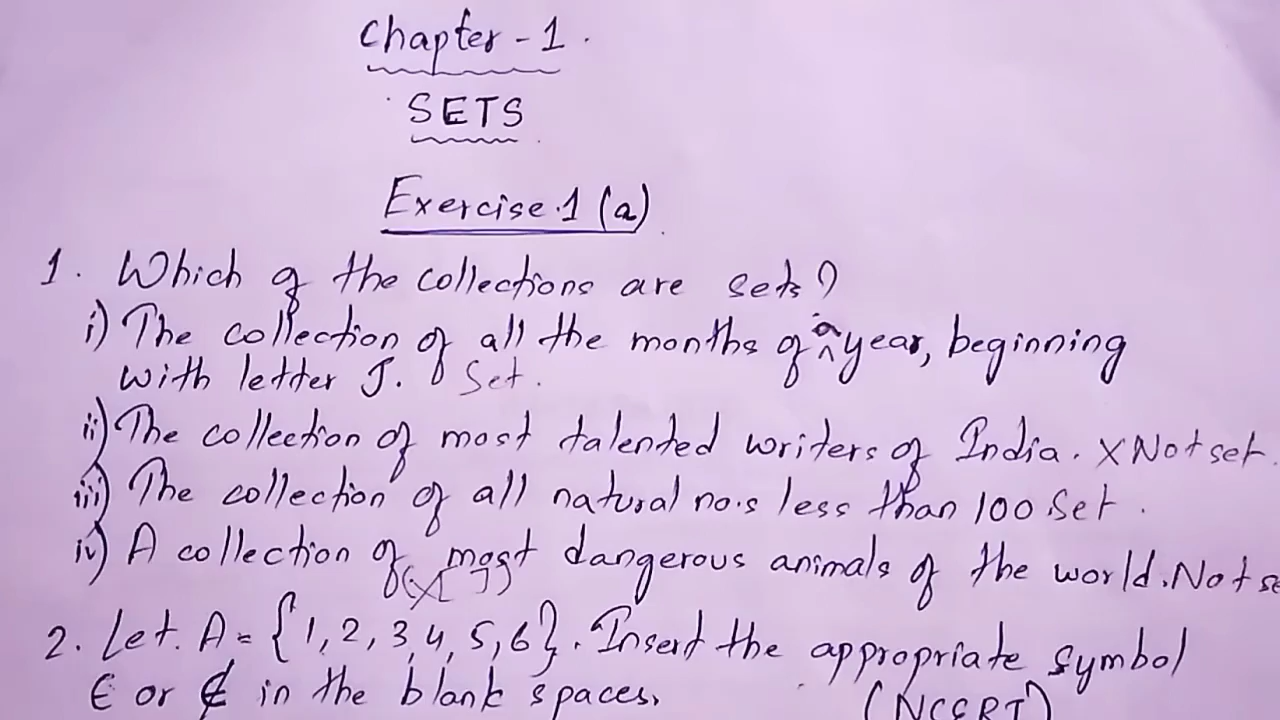 Chapter - 1.
SETS
Exercise.1 (a)
1. Which of the collections are sets?
i) The collection of all the months of a year, beginning
with letter J. Set.
ii) The collection of most talented writers of India. X Not set.
iii) The collection of all natural no.s less than 100 Set.
iv) A collection of most dangerous animals of the world. Not se
2. Let. A = {1, 2, 3, 4, 5, 6}. Insert the appropriate symbol
∈ or ∉ in the blank spaces.
(NCERT)